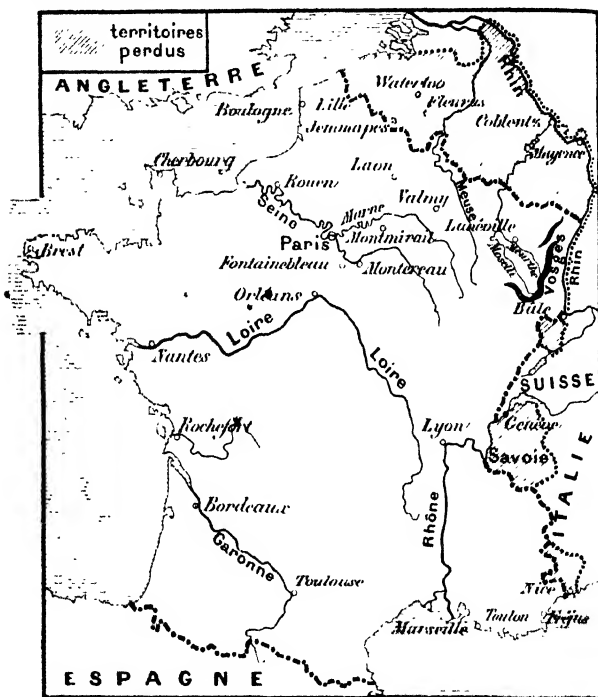 territoires
perdus
ANGLETERRE
Waterloo
Boulogne
Lille
Fleurus
Rhin
Jemmapes
Coblentz
Cherbourg
Laon
Mayence
Rouen
Valmy
Meuse
Seine
Marne
Lunéville
Paris
Montmirail
Moselle
Meurthe
Vosges
Rhin
Brest
Fontainebleau
Montereau
Orléans
Bâle
Loire
Nantes
Loire
SUISSE
Rochefort
Lyon
Genève
Savoie
ITALIE
Bordeaux
Rhône
Garonne
Toulouse
Nice
Marseille
Toulon
Fréjus
ESPAGNE